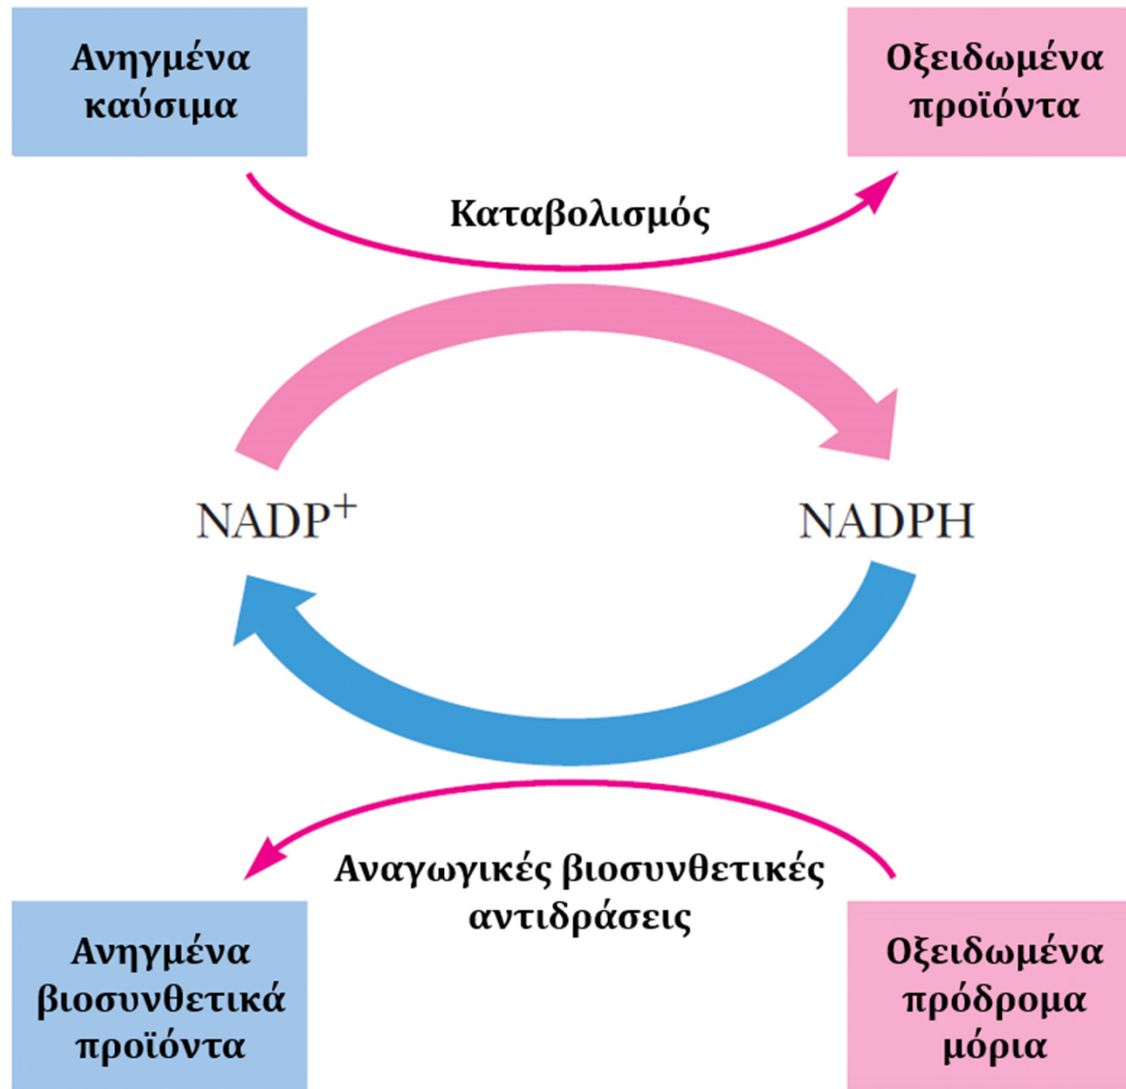 Ανηγμένα
καύσιμα
Οξειδωμένα
προϊόντα
Καταβολισμός
NADP⁺
NADPH
Αναγωγικές βιοσυνθετικές
αντιδράσεις
Ανηγμένα
βιοσυνθετικά
προϊόντα
Οξειδωμένα
πρόδρομα
μόρια